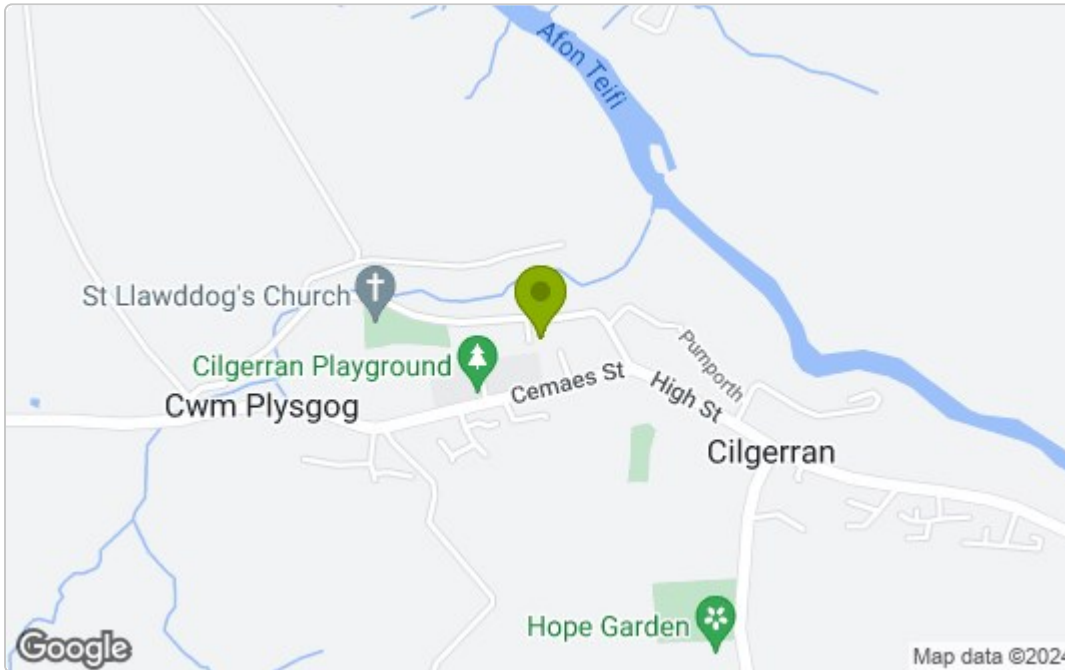 Afon Teifi
St Llawddog's Church
Cilgerran Playground
Cwm Plysgog
Cemaes St
High St
Pumporth
Cilgerran
Hope Garden
Google
Map data ©2024